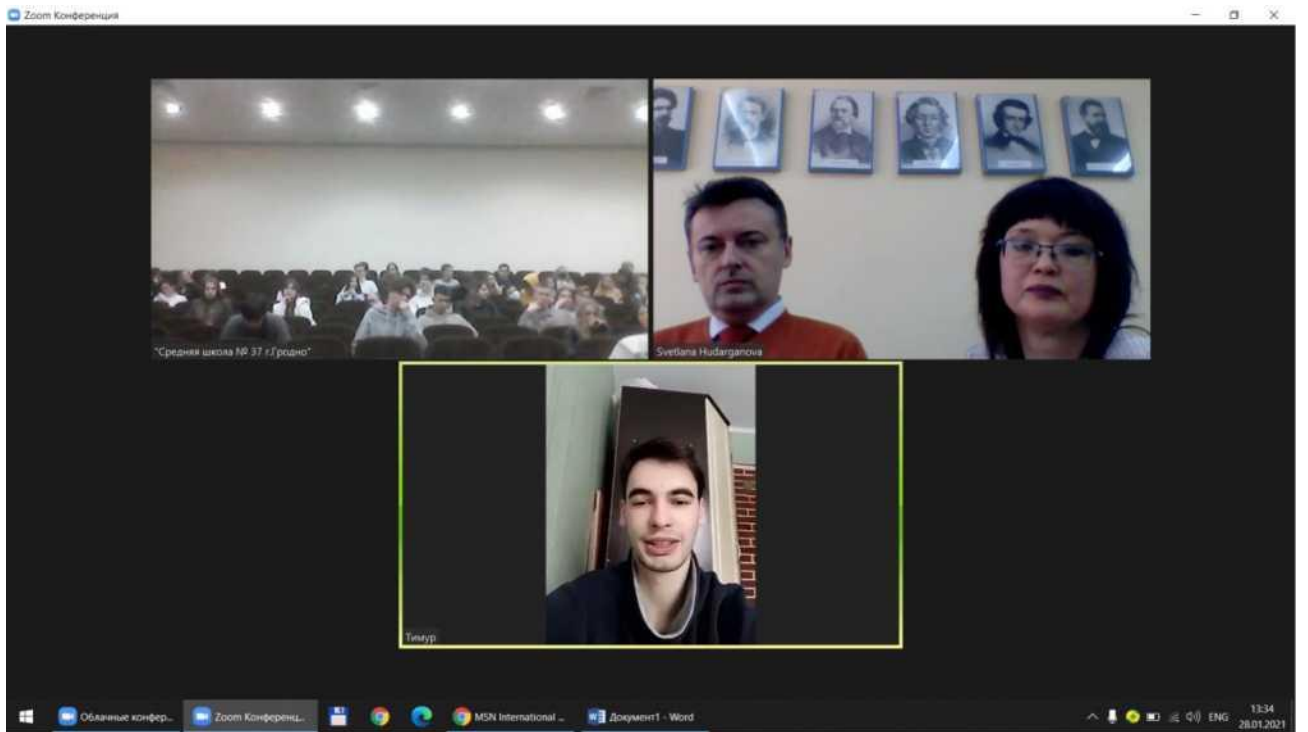 Zoom Конференция
"Средняя школа № 37 г.Гродно"
Svetlana Hudarganova
Тимур
Облачные конфер...
Zoom Конференц...
MSN International ...
Документ1 - Word
ENG
13:34
28.01.2021